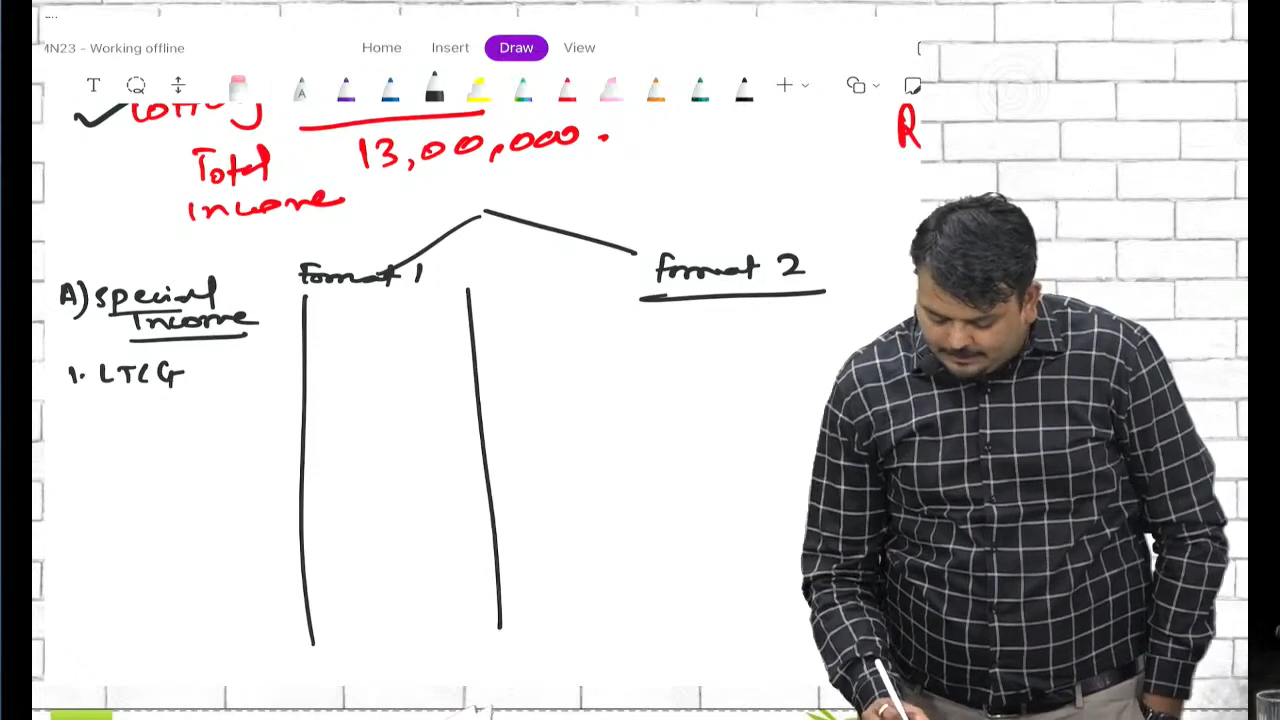 MN23 - Working offline
Home Insert Draw View
T
A
Lottery
13,00,000.
R
Total
Income
Format 1
Format 2
A) Special
Income
1. LTCG